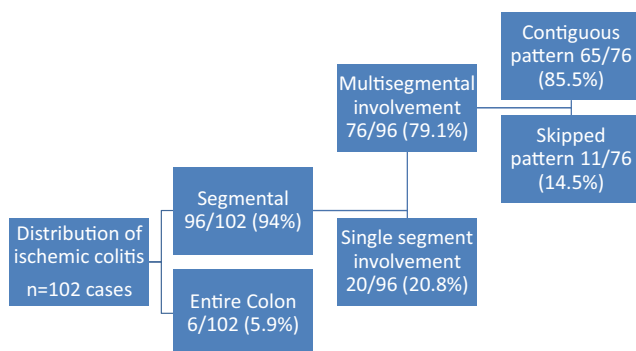 Distribution of
ischemic colitis
n=102 cases
Segmental
96/102 (94%)
Entire Colon
6/102 (5.9%)
Multisegmental
involvement
76/96 (79.1%)
Single segment
involvement
20/96 (20.8%)
Contiguous
pattern 65/76
(85.5%)
Skipped
pattern 11/76
(14.5%)